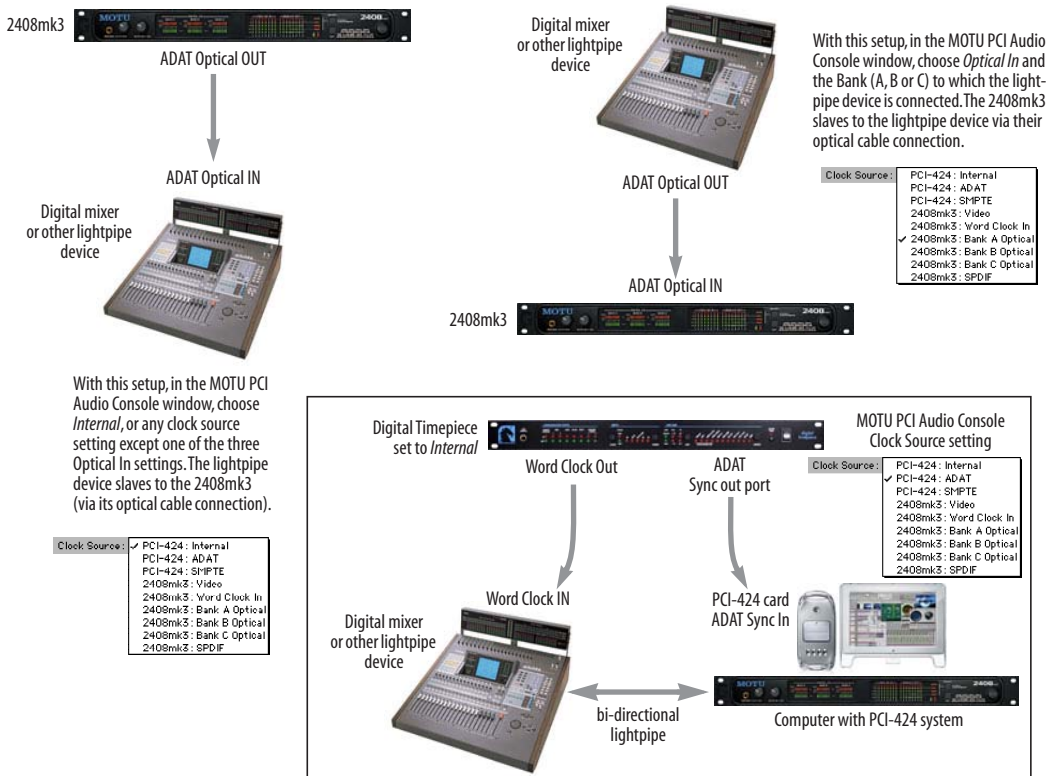 2408mk3
MOTU
2408
ADAT Optical OUT
ADAT Optical IN
Digital mixer
or other lightpipe
device
With this setup, in the MOTU PCI
Audio Console window, choose
Internal, or any clock source
setting except one of the three
Optical In settings. The lightpipe
device slaves to the 2408mk3
(via its optical cable connection).
Clock Source:
✓ PCI-424: Internal
PCI-424: ADAT
PCI-424: SMPTE
2408mk3: Video
2408mk3: Word Clock In
2408mk3: Bank A Optical
2408mk3: Bank B Optical
2408mk3: Bank C Optical
2408mk3: SPDIF
Digital mixer
or other lightpipe
device
ADAT Optical OUT
ADAT Optical IN
2408mk3
MOTU
2408
With this setup, in the MOTU PCI Audio
Console window, choose Optical In and
the Bank (A, B or C) to which the light-
pipe device is connected. The 2408mk3
slaves to the lightpipe device via their
optical cable connection.
Clock Source:
PCI-424: Internal
PCI-424: ADAT
PCI-424: SMPTE
2408mk3: Video
2408mk3: Word Clock In
✓ 2408mk3: Bank A Optical
2408mk3: Bank B Optical
2408mk3: Bank C Optical
2408mk3: SPDIF
Digital Timepiece
set to Internal
Word Clock Out
ADAT
Sync out port
MOTU PCI Audio Console
Clock Source setting
Clock Source:
PCI-424: Internal
✓ PCI-424: ADAT
PCI-424: SMPTE
2408mk3: Video
2408mk3: Word Clock In
2408mk3: Bank A Optical
2408mk3: Bank B Optical
2408mk3: Bank C Optical
2408mk3: SPDIF
Word Clock IN
Digital mixer
or other lightpipe
device
PCI-424 card
ADAT Sync In
bi-directional
lightpipe
MOTU
2408
Computer with PCI-424 system